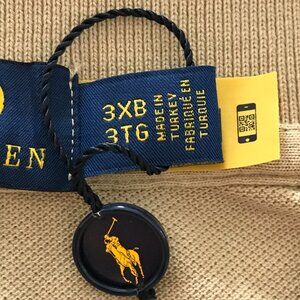 EN
3XB
3TG
MADE IN
TURKEY
FABRIQUÉ EN
TURQUIE